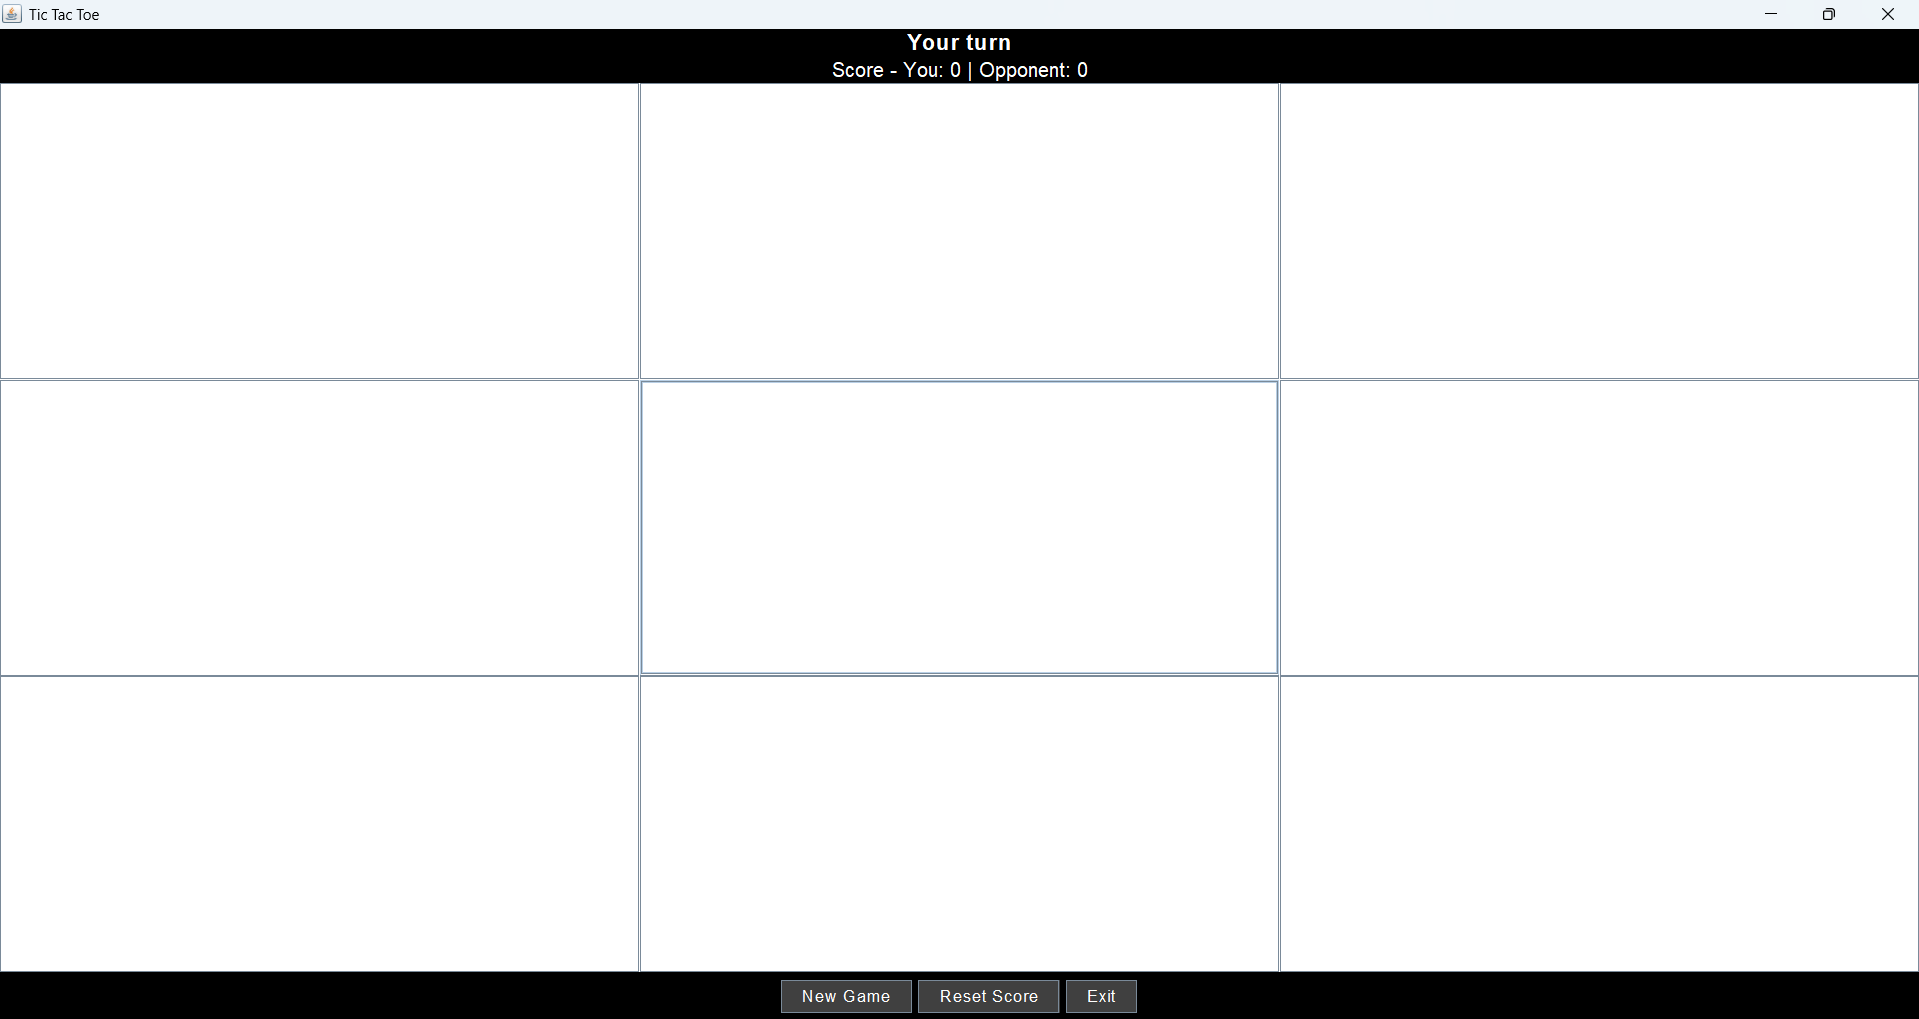 Tic Tac Toe
Your turn
Score - You: 0 | Opponent: 0
New Game Reset Score Exit